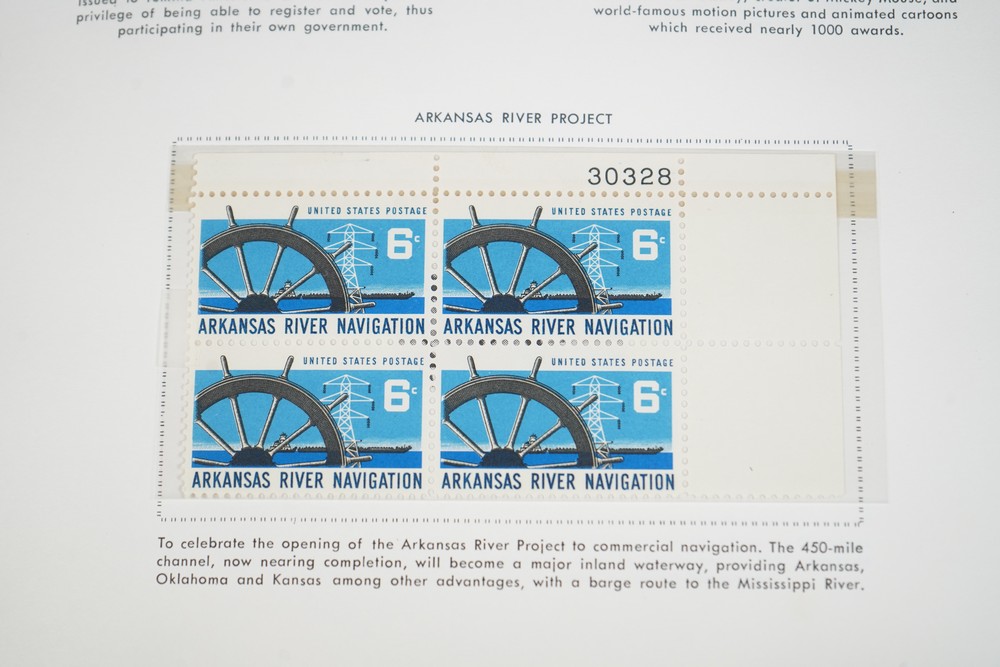 privilege of being able to register and vote, thus
participating in their own government.
world-famous motion pictures and animated cartoons
which received nearly 1000 awards.
ARKANSAS RIVER PROJECT
30328
UNITED STATES POSTAGE
6c
ARKANSAS RIVER NAVIGATION
UNITED STATES POSTAGE
6c
ARKANSAS RIVER NAVIGATION
UNITED STATES POSTAGE
6c
ARKANSAS RIVER NAVIGATION
UNITED STATES POSTAGE
6c
ARKANSAS RIVER NAVIGATION
To celebrate the opening of the Arkansas River Project to commercial navigation. The 450-mile
channel, now nearing completion, will become a major inland waterway, providing Arkansas,
Oklahoma and Kansas among other advantages, with a barge route to the Mississippi River.